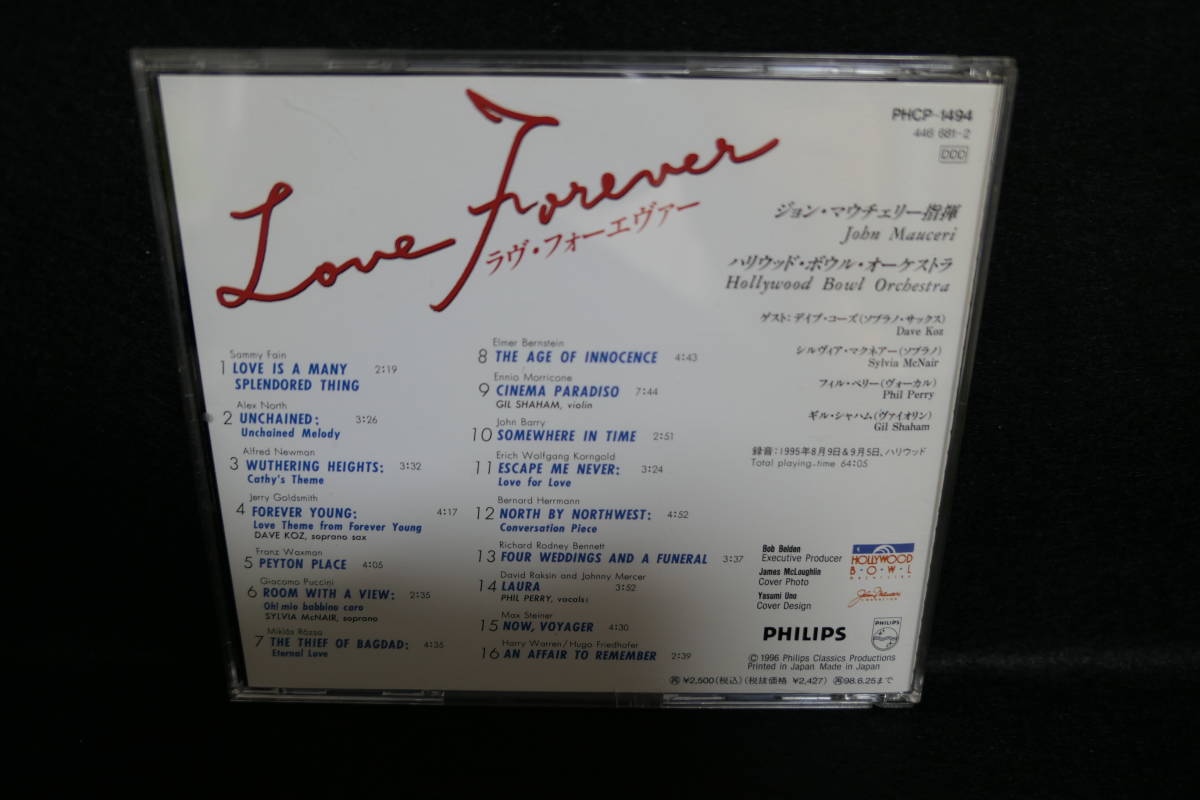 Love Forever
ラヴ・フォーエヴァー
PHCP-1494
446 681-2
DDD
ジョン・マウチェリー指揮
John Mauceri
ハリウッド・ボウル・オーケストラ
Hollywood Bowl Orchestra
ゲスト:デイブ・コーズ(ソプラノ・サックス)
Dave Koz
シルヴィア・マクネアー(ソプラノ)
Sylvia McNair
フィル・ペリー(ヴォーカル)
Phil Perry
ギル・シャハム(ヴァイオリン)
Gil Shaham
録音:1995年8月9日&9月5日、ハリウッド
Total playing-time 64:05
Sammy Fain
1 LOVE IS A MANY 2:19
SPLENDORED THING
Alex North
2 UNCHAINED: 3:26
Unchained Melody
Alfred Newman
3 WUTHERING HEIGHTS: 3:32
Cathy's Theme
Jerry Goldsmith
4 FOREVER YOUNG: 4:17
Love Theme from Forever Young
DAVE KOZ, soprano sax
Franz Waxman
5 PEYTON PLACE 4:05
Giacomo Puccini
6 ROOM WITH A VIEW: 2:35
Oh! mio babbino caro
SYLVIA McNAIR, soprano
Miklós Rózsa
7 THE THIEF OF BAGDAD: 4:35
Eternal Love
Elmer Bernstein
8 THE AGE OF INNOCENCE 4:43
Ennio Morricone
9 CINEMA PARADISO 7:44
GIL SHAHAM, violin
John Barry
10 SOMEWHERE IN TIME 2:51
Erich Wolfgang Korngold
11 ESCAPE ME NEVER: 3:24
Love for Love
Bernard Herrmann
12 NORTH BY NORTHWEST: 4:52
Conversation Piece
Richard Rodney Bennett
13 FOUR WEDDINGS AND A FUNERAL 3:37
David Raksin and Johnny Mercer
14 LAURA 3:52
PHIL PERRY, vocals
Max Steiner
15 NOW, VOYAGER 4:30
Harry Warren/Hugo Friedhofer
16 AN AFFAIR TO REMEMBER 2:39
Bob Belden
Executive Producer
James McLoughlin
Cover Photo
Yasumi Uno
Cover Design
HOLLYWOOD
BOWL
ORCHESTRA
PHILIPS
PHILIPS
© 1996 Philips Classics Productions
Printed in Japan Made in Japan
㋐¥2,500(税込)(税抜価格 ¥2,427) ㋐98.6.25まで